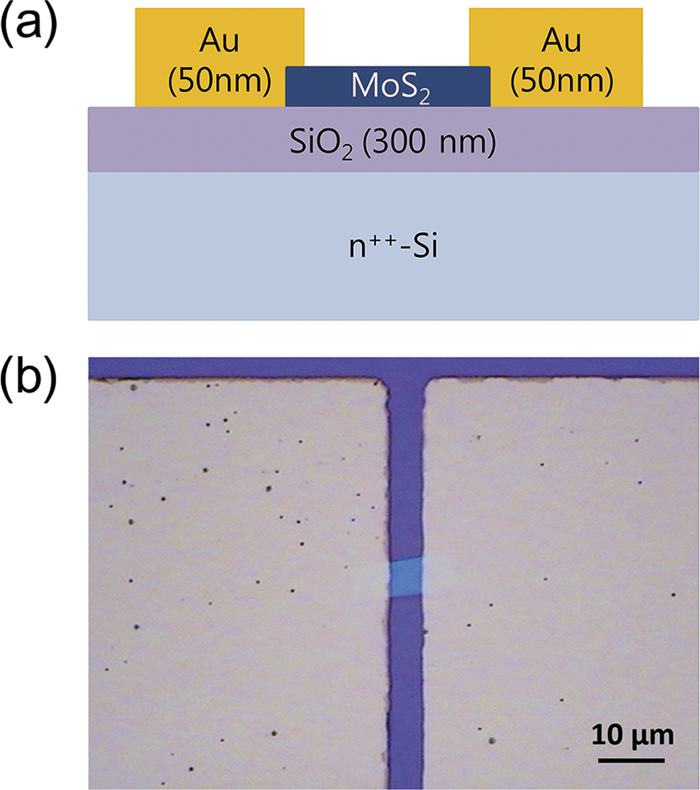 (a)
Au
(50nm)
Au
(50nm)
MoS₂
SiO₂ (300 nm)
n⁺⁺-Si
(b)
10 μm